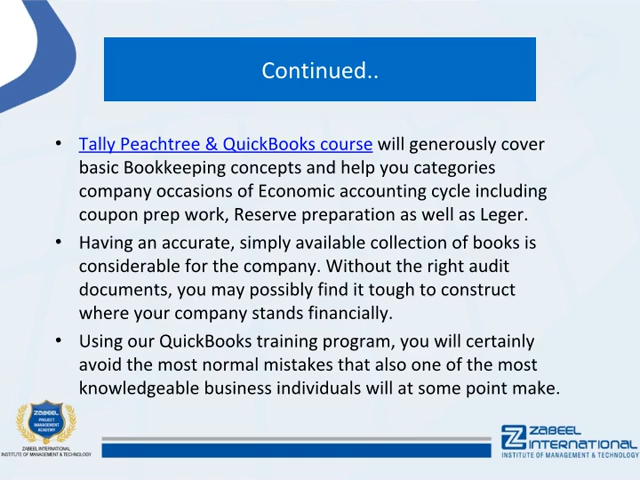 Continued..
• Tally Peachtree & QuickBooks course will generously cover
basic Bookkeeping concepts and help you categories
company occasions of Economic accounting cycle including
coupon prep work, Reserve preparation as well as Leger.
• Having an accurate, simply available collection of books is
considerable for the company. Without the right audit
documents, you may possibly find it tough to construct
where your company stands financially.
• Using our QuickBooks training program, you will certainly
avoid the most normal mistakes that also one of the most
knowledgeable business individuals will at some point make.
ZABEEL
PROJECT
MANAGEMENT
ACADEMY
ZABEEL INTERNATIONAL
INSTITUTE OF MANAGEMENT & TECHNOLOGY
ZABEEL
INTERNATIONAL
INSTITUTE OF MANAGEMENT & TECHNOLOGY